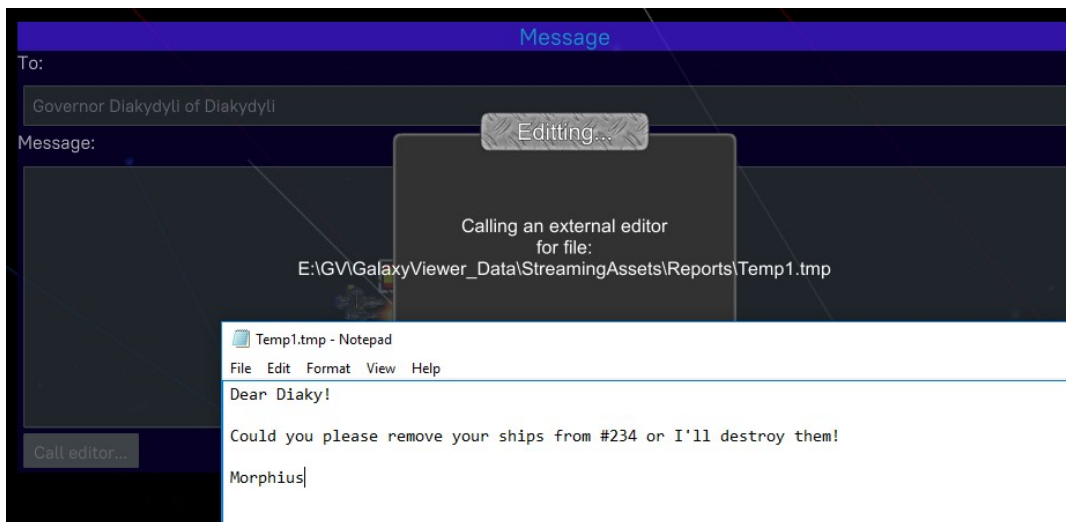 Message
To:
Governor Diakydyli of Diakydyli
Message:
Editting...
Calling an external editor
for file:
E:\GV\GalaxyViewer_Data\StreamingAssets\Reports\Temp1.tmp
Temp1.tmp - Notepad
File Edit Format View Help
Dear Diaky!
Could you please remove your ships from #234 or I'll destroy them!
Morphius
Call editor...